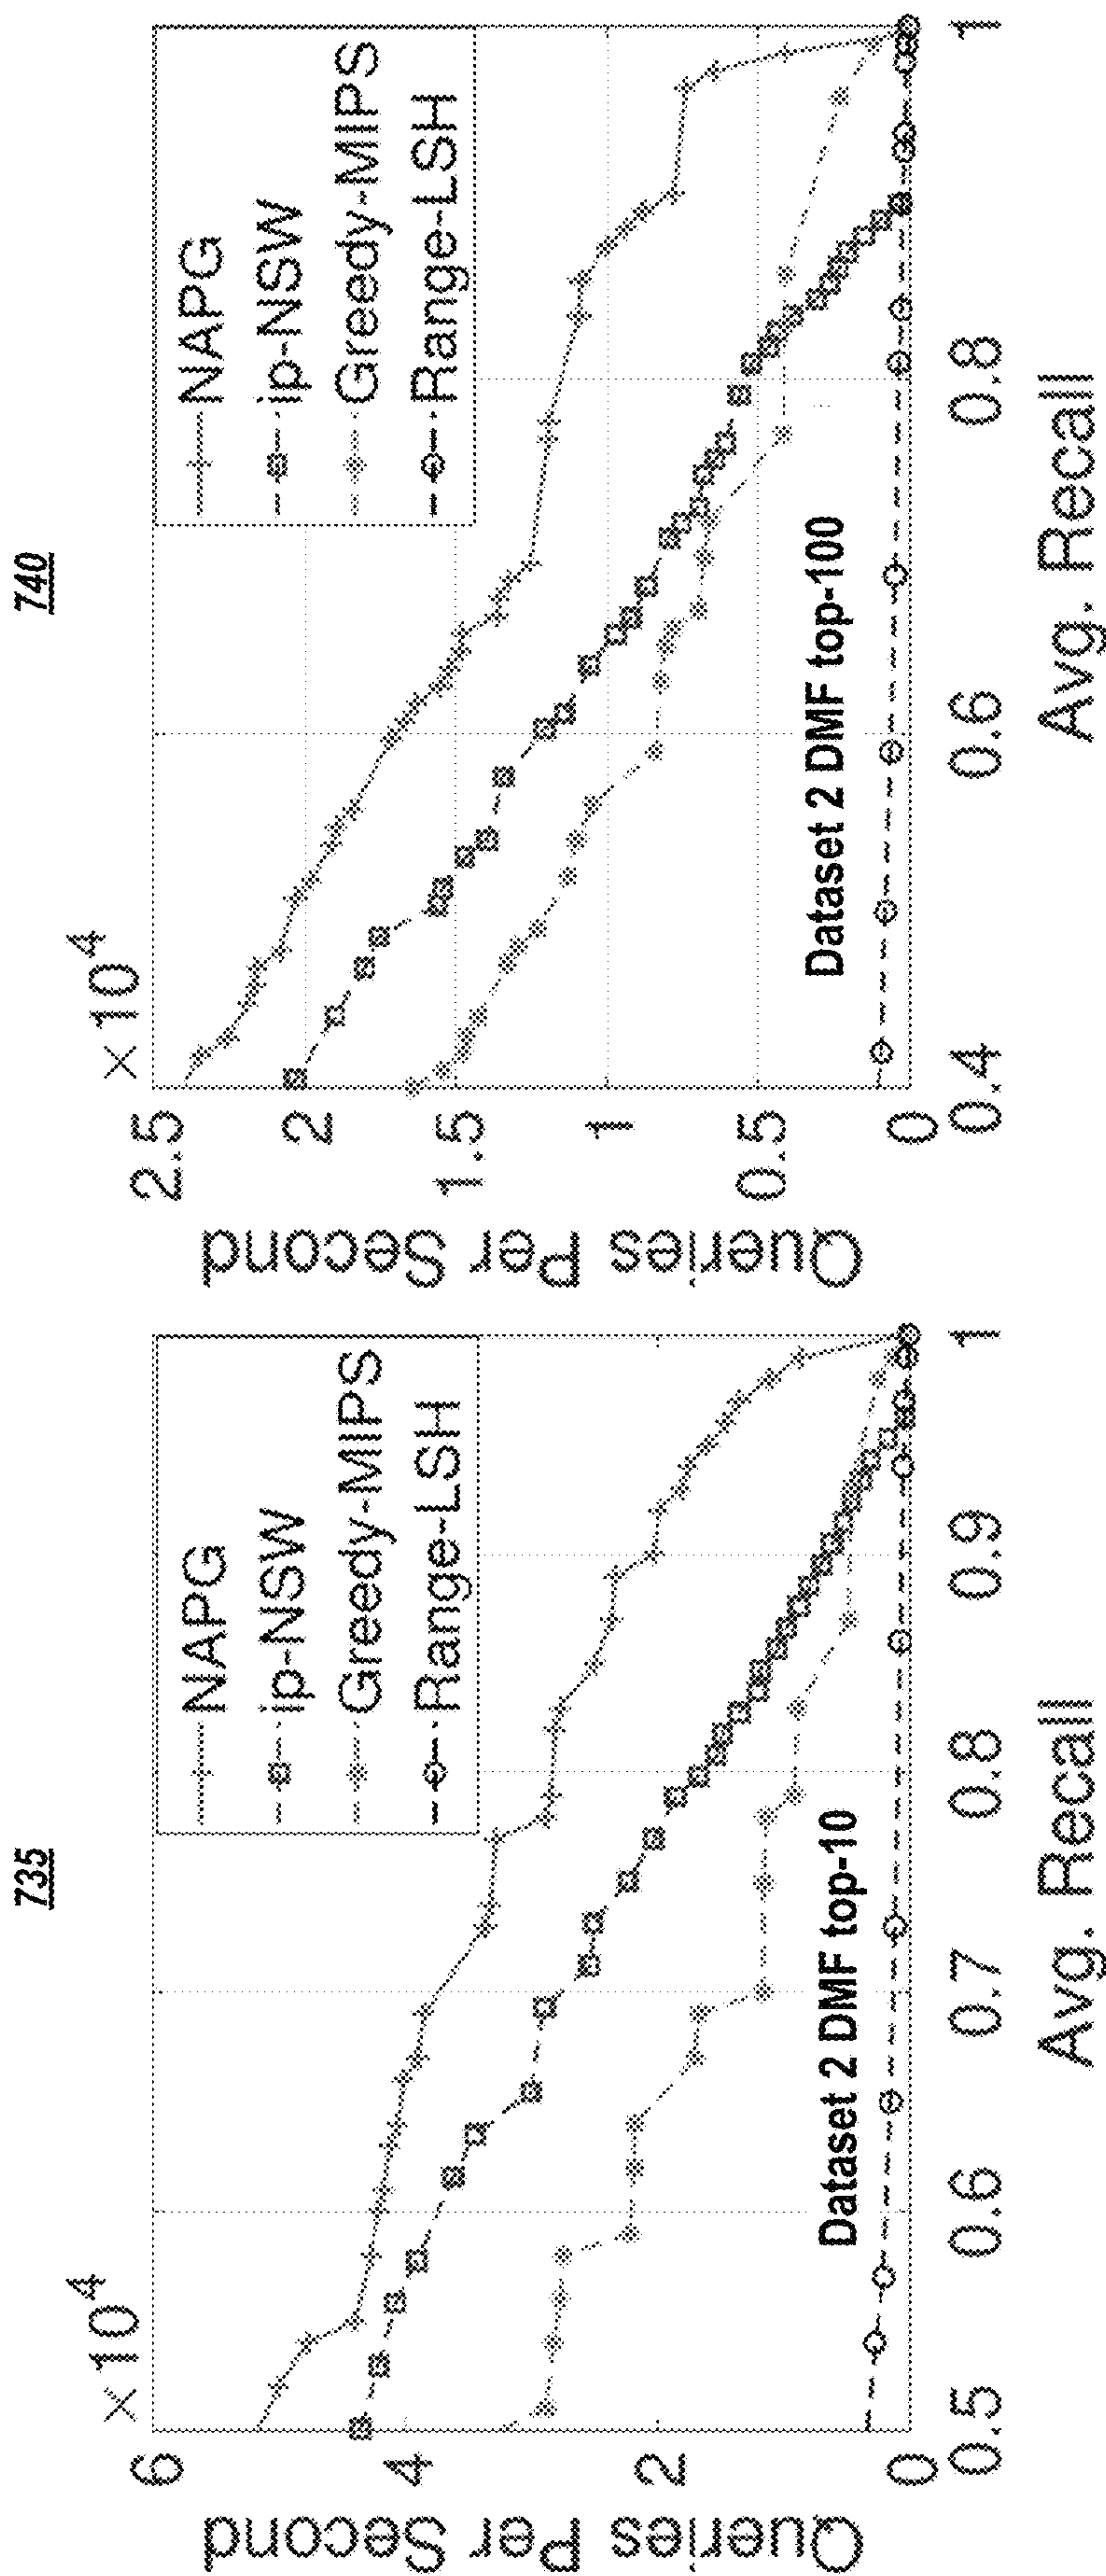 735
× 10⁴
Queries Per Second
6
4
2
0
NAPG
ip-NSW
Greedy-MIPS
Range-LSH
Dataset 2 DMF top-10
0.5
0.6
0.7
0.8
0.9
1
Avg. Recall
740
× 10⁴
Queries Per Second
2.5
2
1.5
1
0.5
0
NAPG
ip-NSW
Greedy-MIPS
Range-LSH
Dataset 2 DMF top-100
0.4
0.6
0.8
1
Avg. Recall